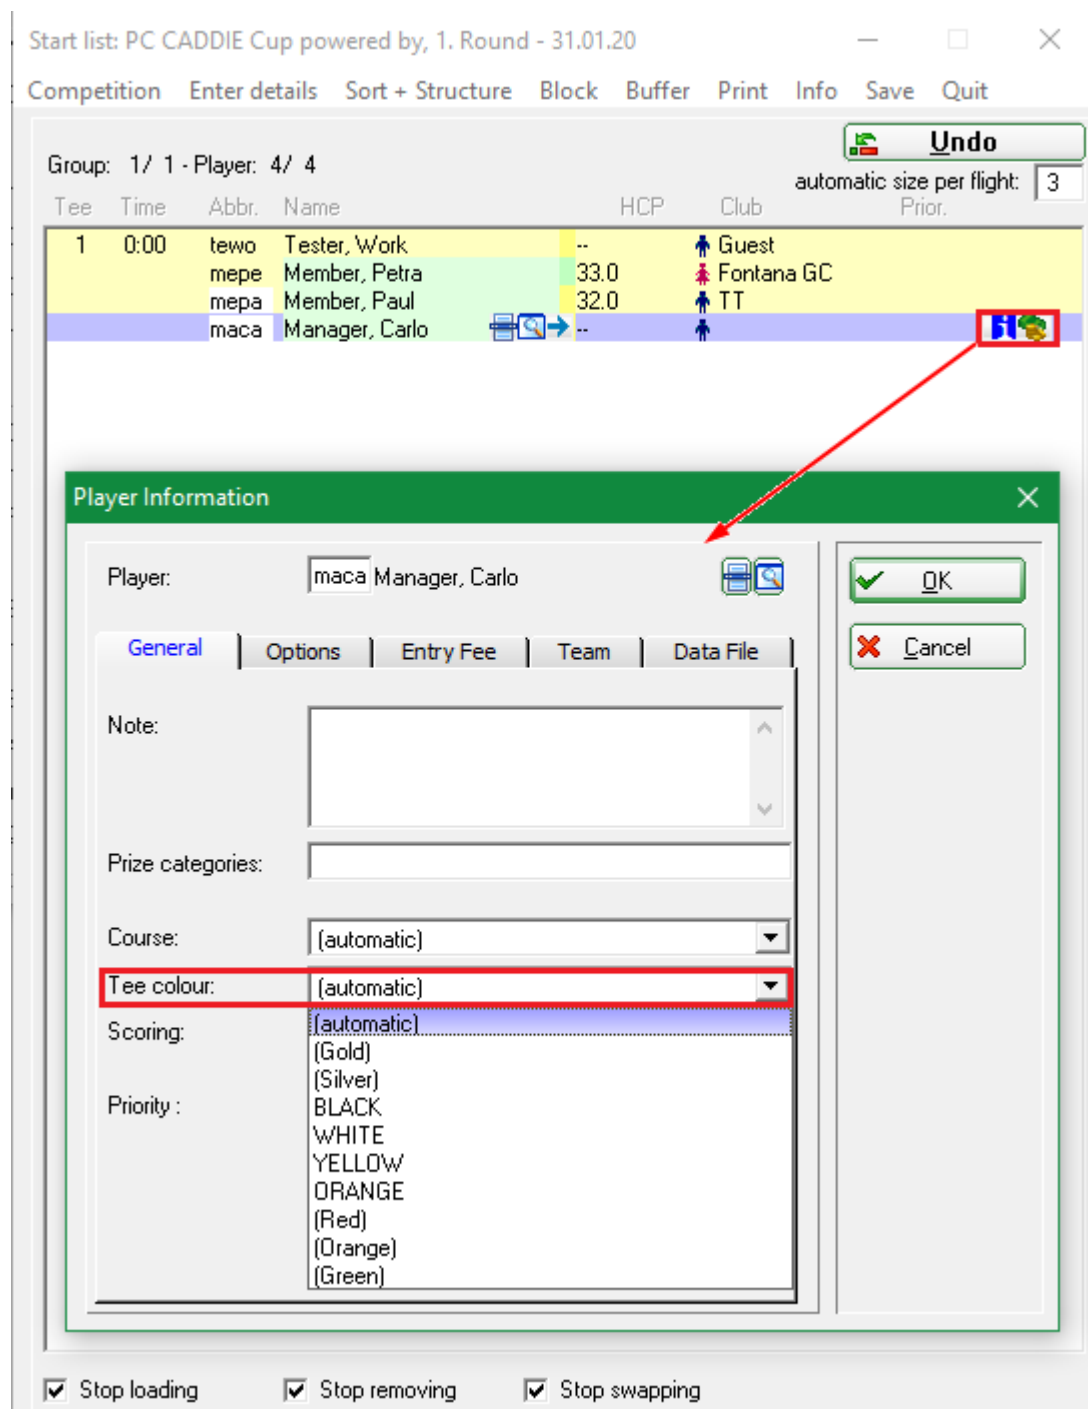 Start list: PC CADDIE Cup powered by, 1. Round - 31.01.20
Competition Enter details Sort + Structure Block Buffer Print Info Save Quit
Undo
Group: 1/ 1 - Player: 4/ 4
automatic size per flight: 3
Tee Time Abbr. Name HCP Club Prior.
1 0:00 tewo Tester, Work -- Guest
mepe Member, Petra 33.0 Fontana GC
mepa Member, Paul 32.0 TT
maca Manager, Carlo --
Player Information
Player: maca Manager, Carlo
OK
General Options Entry Fee Team Data File
Cancel
Note:
Prize categories:
Course: (automatic)
Tee colour: (automatic)
(automatic)
Scoring:
(Gold)
(Silver)
Priority :
BLACK
WHITE
YELLOW
ORANGE
(Red)
(Orange)
(Green)
Stop loading Stop removing Stop swapping